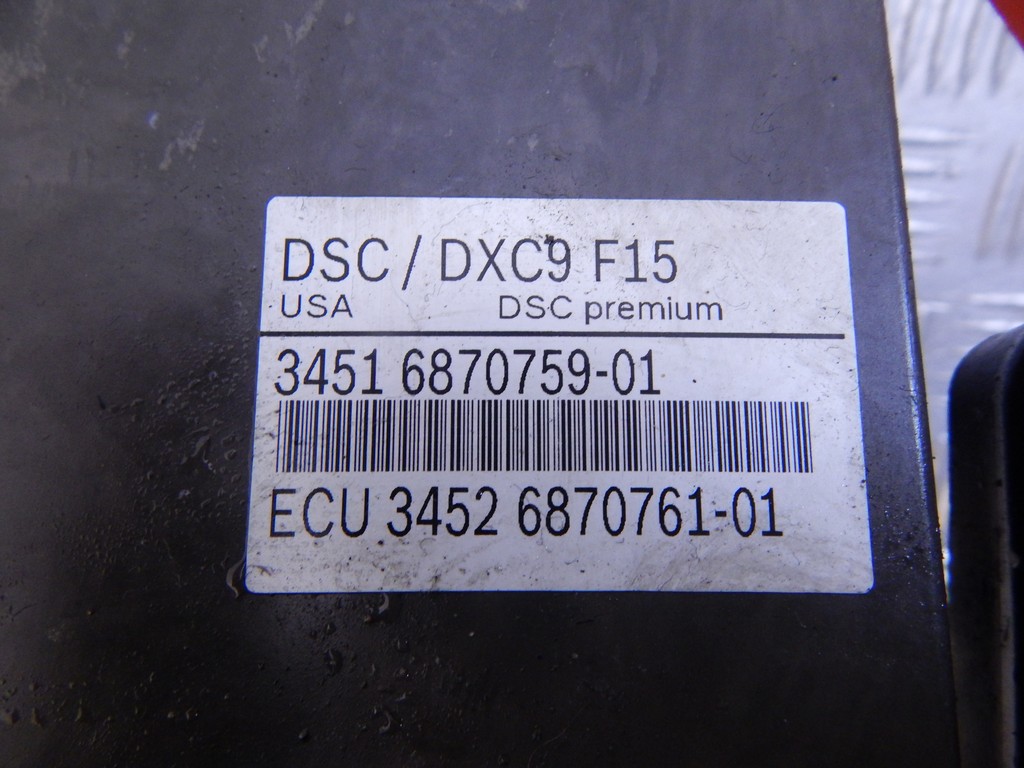 DSC / DXC9 F15
USA DSC premium
3451 6870759-01
ECU 3452 6870761-01